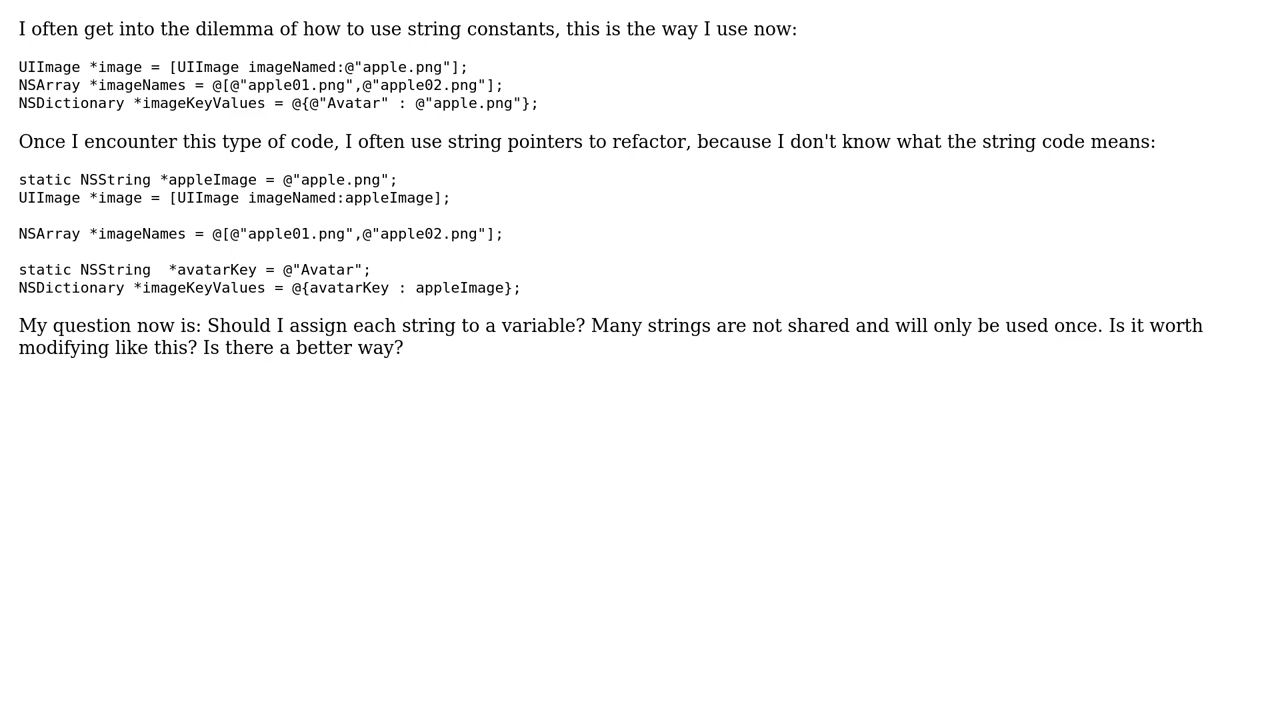 I often get into the dilemma of how to use string constants, this is the way I use now:
UIImage *image = [UIImage imageNamed:@"apple.png"];
NSArray *imageNames = @[@"apple01.png",@"apple02.png"];
NSDictionary *imageKeyValues = @{@"Avatar" : @"apple.png"};
Once I encounter this type of code, I often use string pointers to refactor, because I don't know what the string code means:
static NSString *appleImage = @"apple.png";
UIImage *image = [UIImage imageNamed:appleImage];
NSArray *imageNames = @[@"apple01.png",@"apple02.png"];
static NSString  *avatarKey = @"Avatar";
NSDictionary *imageKeyValues = @{avatarKey : appleImage};
My question now is: Should I assign each string to a variable? Many strings are not shared and will only be used once. Is it worth
modifying like this? Is there a better way?